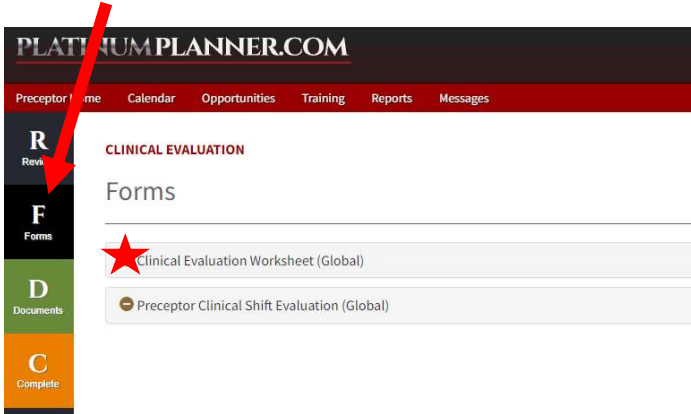 PLATINUMPLANNER.COM
Preceptor Home Calendar Opportunities Training Reports Messages
R
Review
CLINICAL EVALUATION
Forms
F
Forms
Clinical Evaluation Worksheet (Global)
D
Documents
Preceptor Clinical Shift Evaluation (Global)
C
Complete